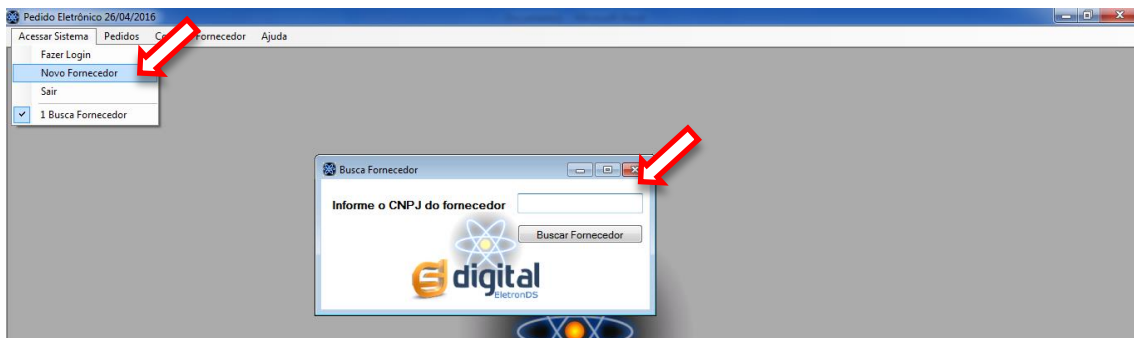 Pedido Eletrônico 26/04/2016
Acessar Sistema Pedidos Fornecedor Ajuda
Fazer Login
Novo Fornecedor
Sair
1 Busca Fornecedor
Busca Fornecedor
Informe o CNPJ do fornecedor
Buscar Fornecedor
e digital
EletronDS